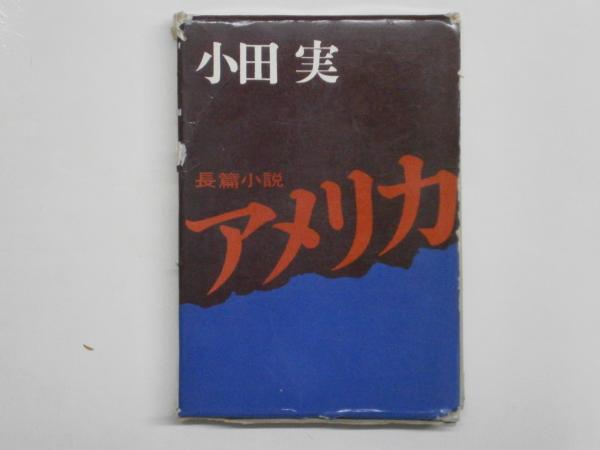 小田 実
長篇小説
アメリカ